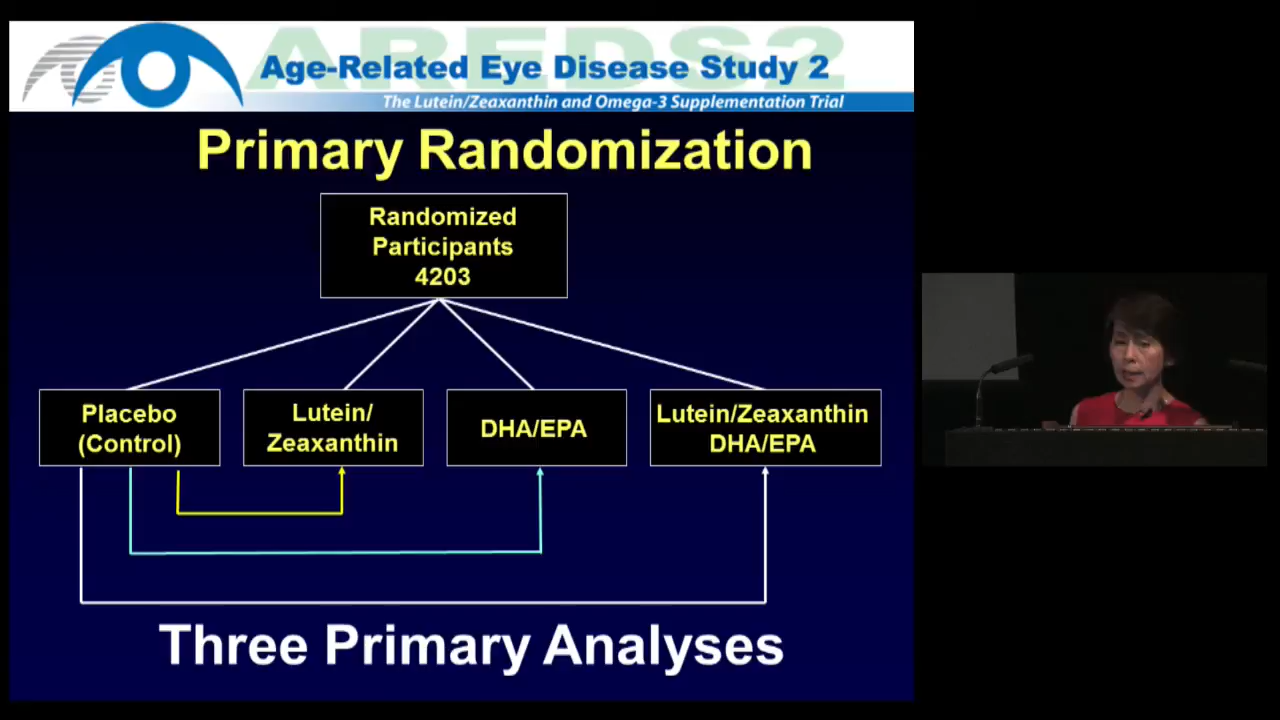 AREDS2
Age-Related Eye Disease Study 2
The Lutein/Zeaxanthin and Omega-3 Supplementation Trial
Primary Randomization
Randomized
Participants
4203
Placebo
(Control)
Lutein/
Zeaxanthin
DHA/EPA
Lutein/Zeaxanthin
DHA/EPA
Three Primary Analyses